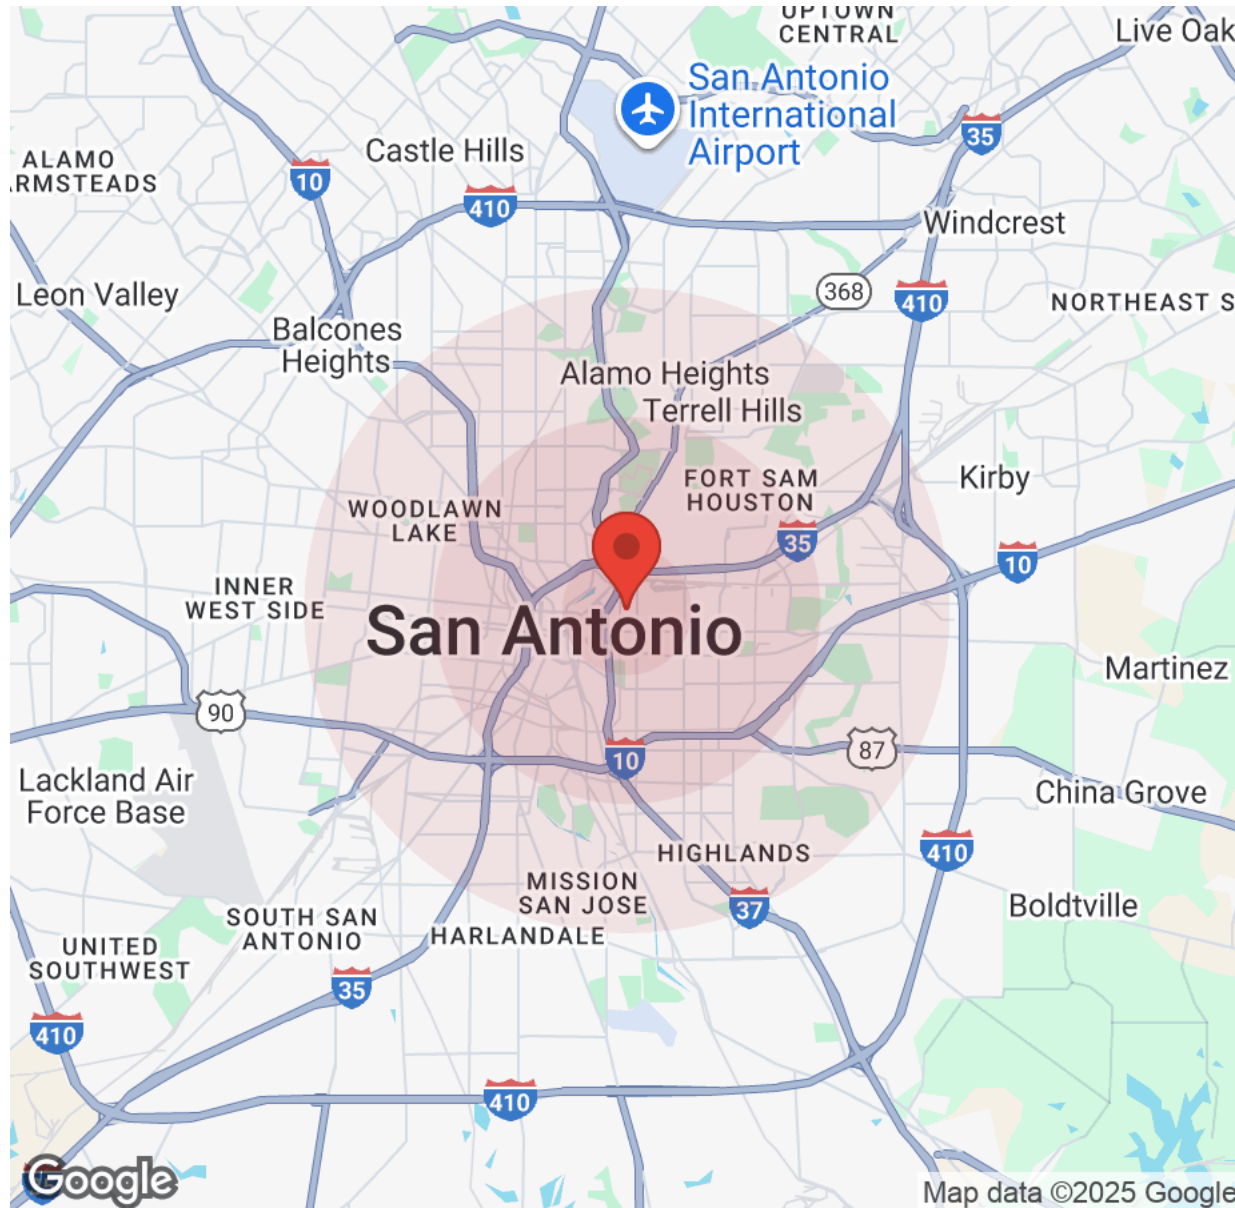 UPTOWN
CENTRAL
Live Oak
San Antonio
International
Airport
35
ALAMO
ARMSTEADS
Castle Hills
10
410
Windcrest
Leon Valley
368
410
NORTHEAST S
Balcones
Heights
Alamo Heights
Terrell Hills
FORT SAM
HOUSTON
Kirby
WOODLAWN
LAKE
35
10
INNER
WEST SIDE
San Antonio
Martinez
90
87
10
Lackland Air
Force Base
China Grove
HIGHLANDS
410
MISSION
SAN JOSE
37
Boldtville
SOUTH SAN
ANTONIO
HARLANDALE
UNITED
SOUTHWEST
35
410
410
Google
Map data ©2025 Google